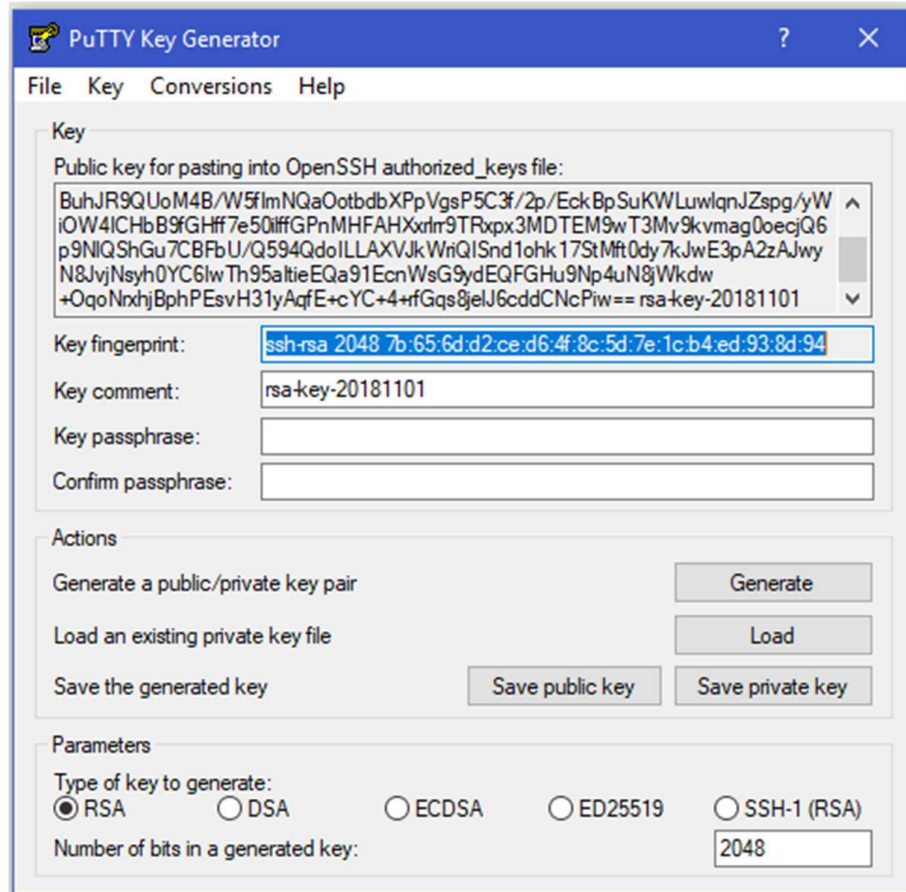 PuTTY Key Generator ? ×
File Key Conversions Help
Key
Public key for pasting into OpenSSH authorized_keys file:
BuhJR9QUoM4B/W5fImNQaOotbdbXPpVgsP5C3f/2p/EckBpSuKWLuwlqnJZspg/yW
iOW4ICHbB9fGHff7e50iIffGPnMHFAHXxrIrr9TRxpx3MDTEM9wT3Mv9kvmag0oecjQ6
p9NIQShGu7CBFbU/Q594QdoILLAXVJkWriQISnd1ohk17StMft0dy7kJwE3pA2zAJwy
N8JvjNsyh0YC6IwTh95aItieEQa91EcnWsG9ydEQFGHu9Np4uN8jWkdw
+OqoNrxhjBphPEsvH31yAqfE+cYC+4+rfGqs8jeIJ6cddCNcPiw== rsa-key-20181101
Key fingerprint: ssh-rsa 2048 7b:65:6d:d2:ce:d6:4f:8c:5d:7e:1c:b4:ed:93:8d:94
Key comment: rsa-key-20181101
Key passphrase:
Confirm passphrase:
Actions
Generate a public/private key pair Generate
Load an existing private key file Load
Save the generated key Save public key Save private key
Parameters
Type of key to generate:
RSA DSA ECDSA ED25519 SSH-1 (RSA)
Number of bits in a generated key: 2048